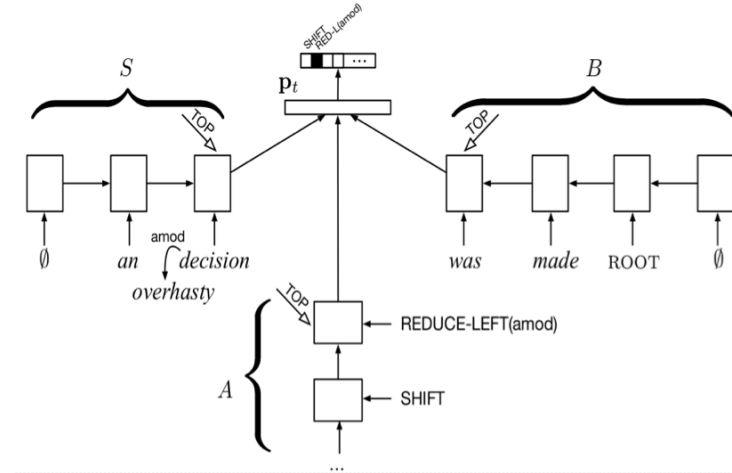 SHIFT
RED-L(amod)
...
S
p_t
B
TOP
TOP
∅ an decision was made ROOT ∅
amod
overhasty
TOP
REDUCE-LEFT(amod)
A
SHIFT
...